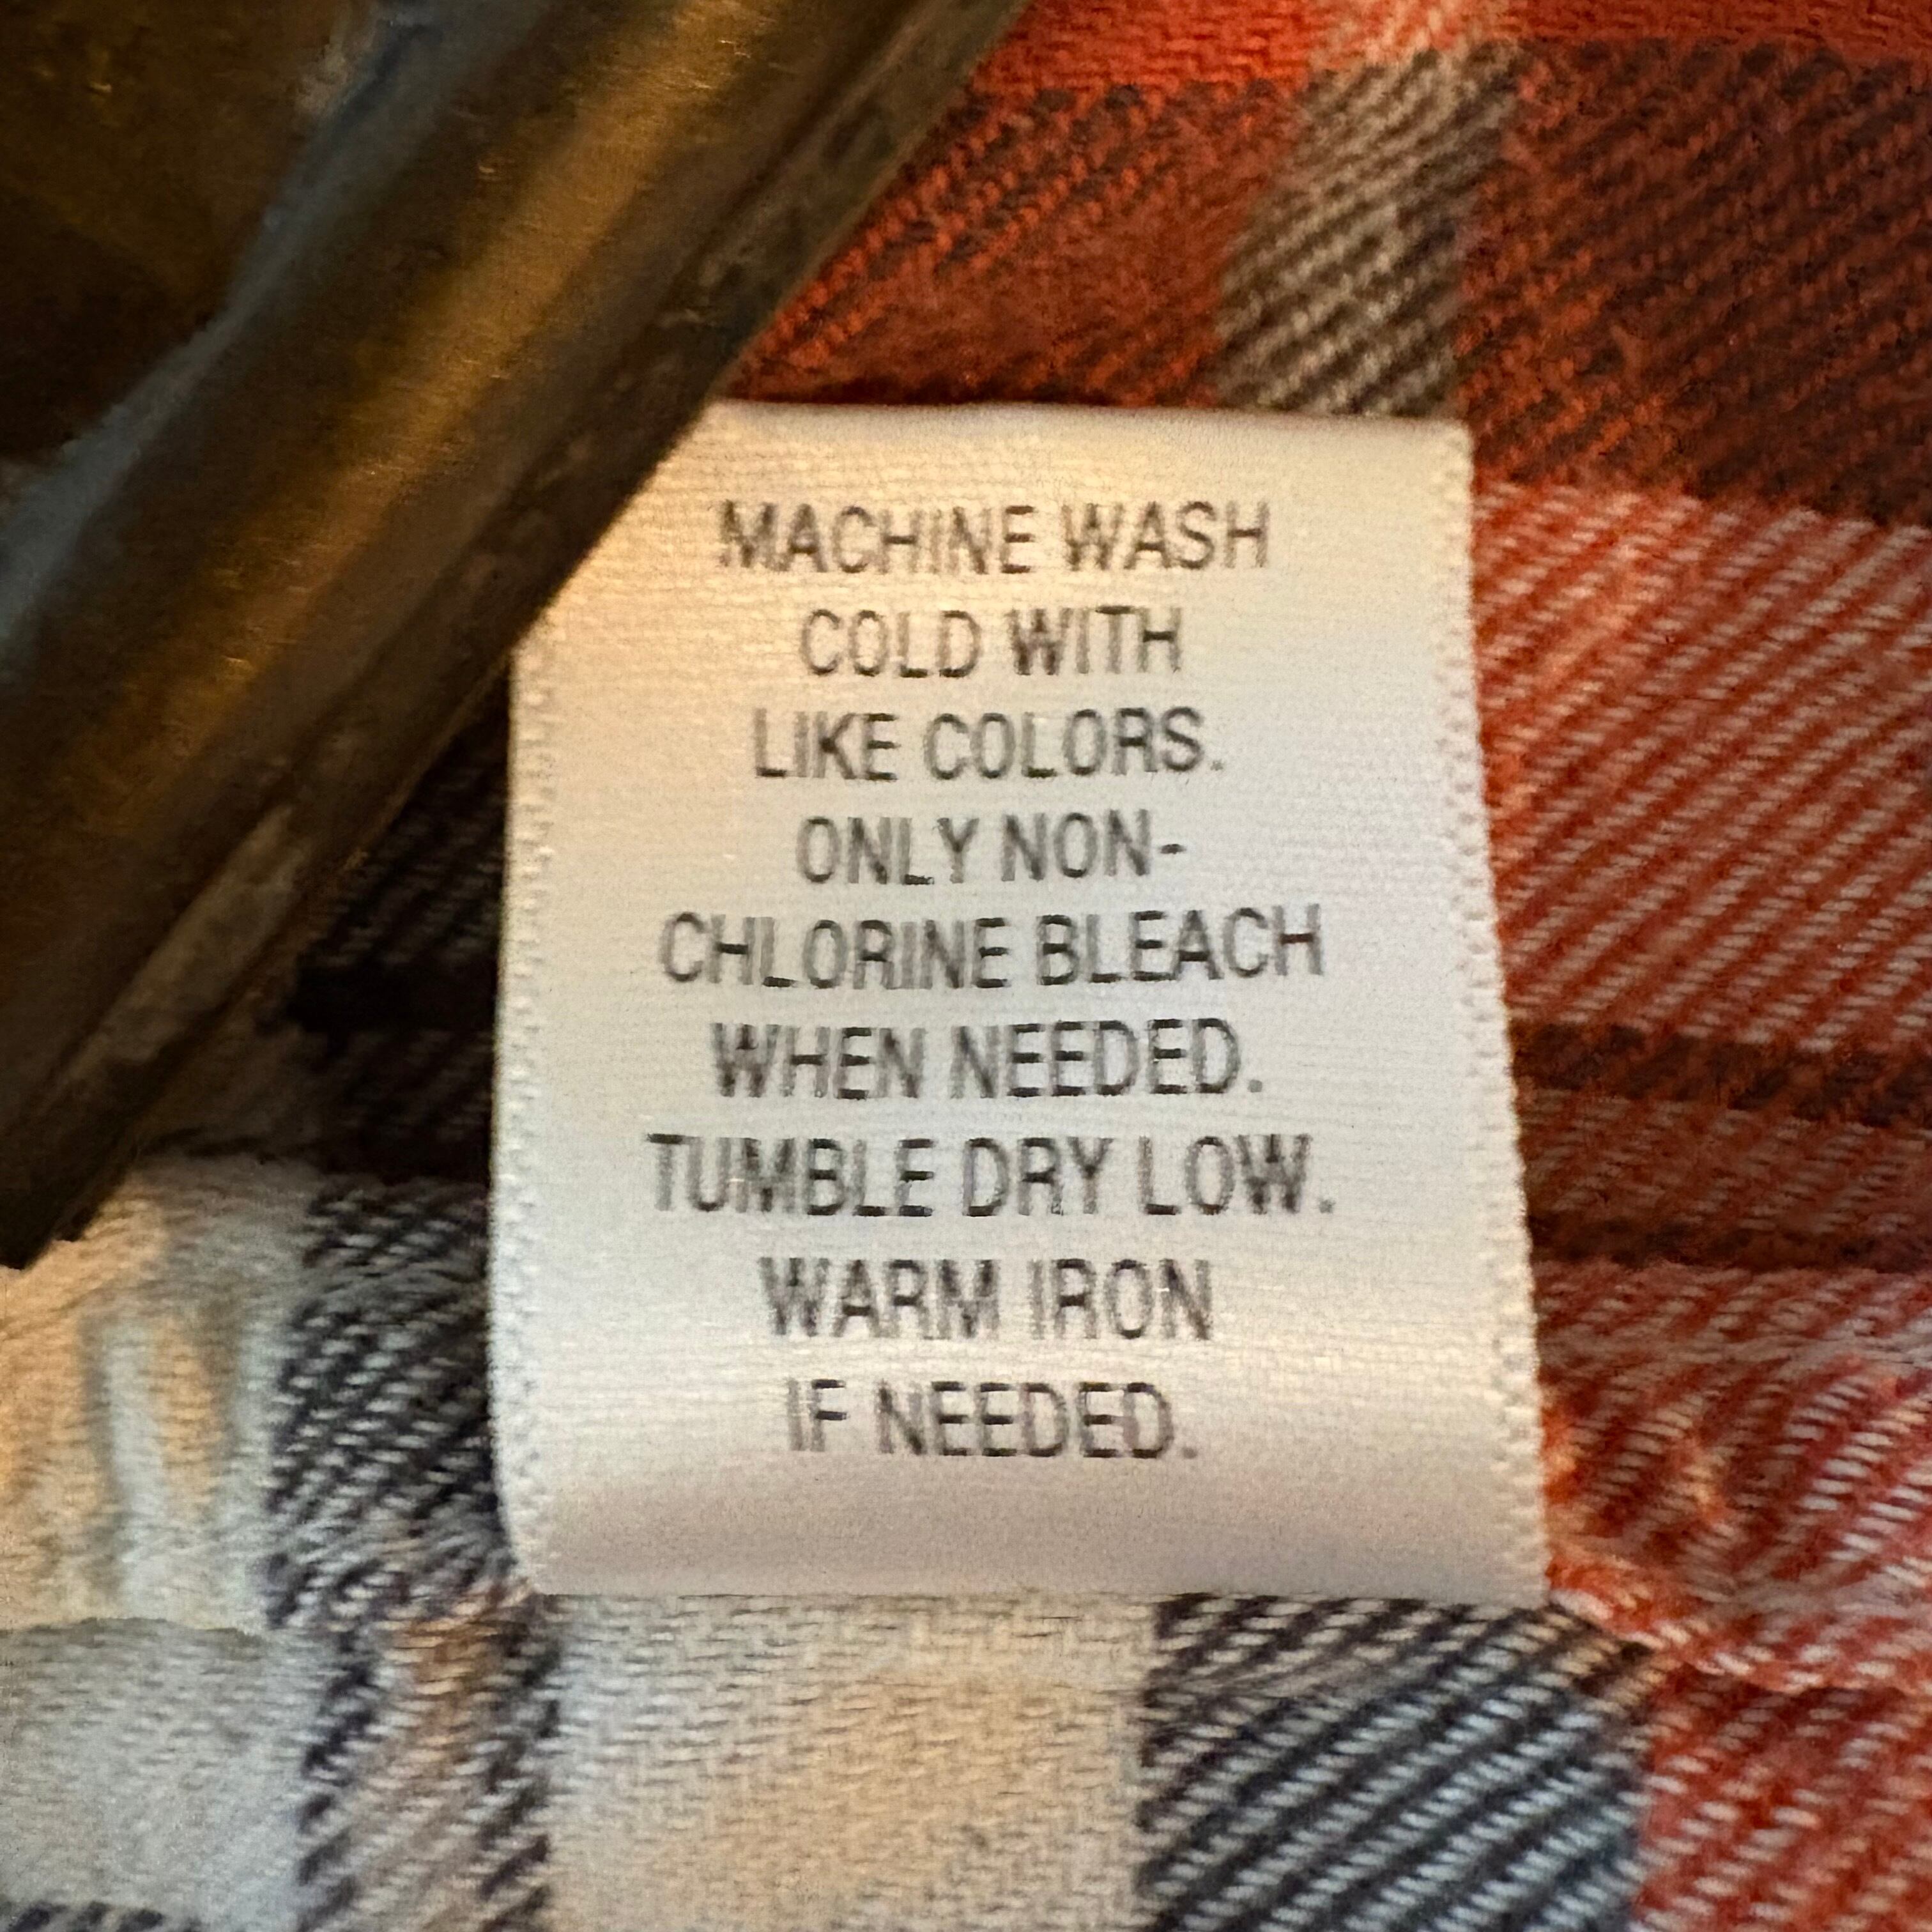 MACHINE WASH
COLD WITH
LIKE COLORS.
ONLY NON-
CHLORINE BLEACH
WHEN NEEDED.
TUMBLE DRY LOW.
WARM IRON
IF NEEDED.